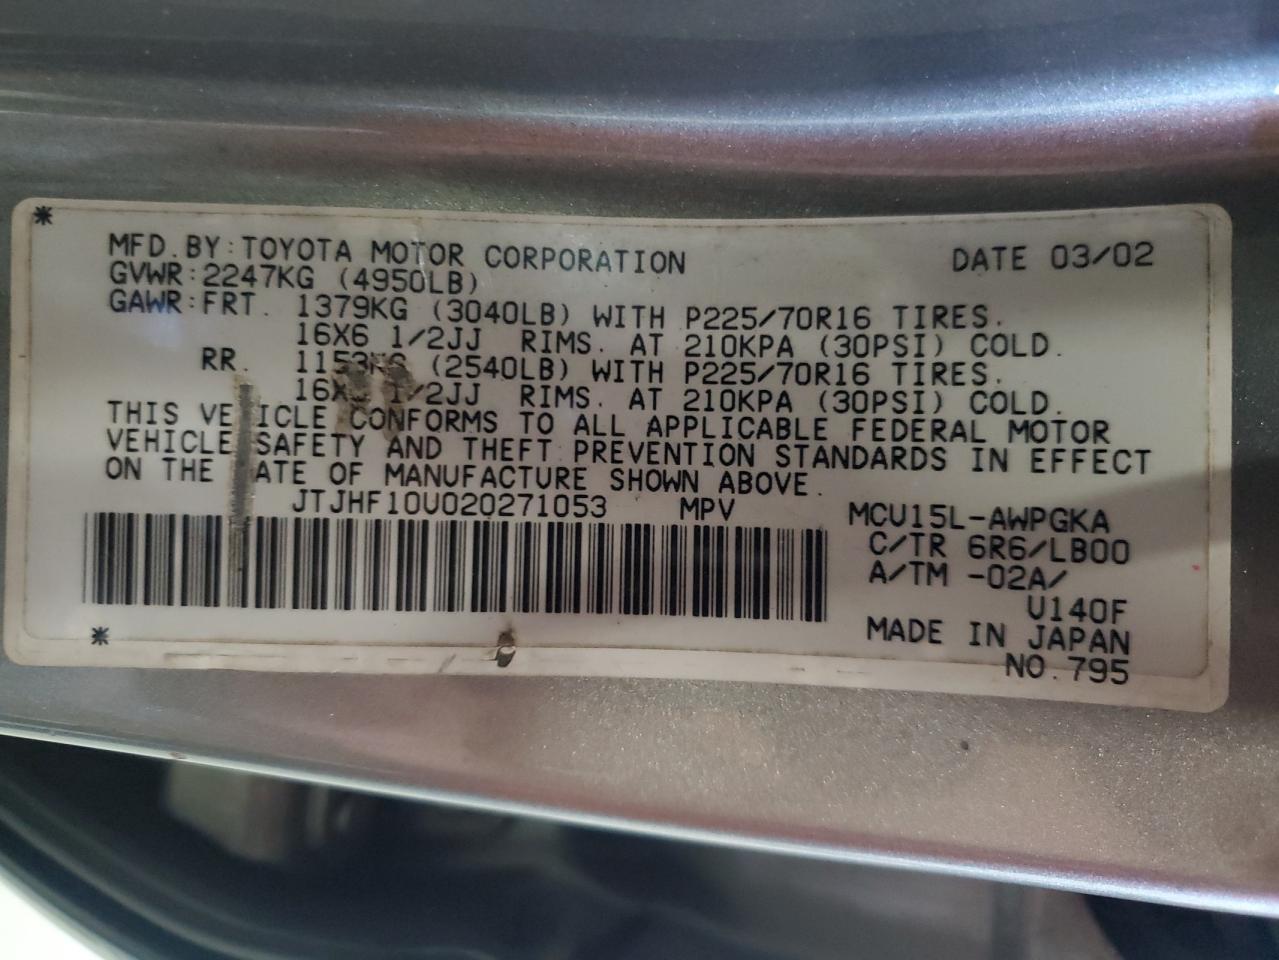 MFD. BY: TOYOTA MOTOR CORPORATION DATE 03/02
GVWR: 2247KG (4950LB)
GAWR: FRT. 1379KG (3040LB) WITH P225/70R16 TIRES.
16X6 1/2JJ RIMS. AT 210KPA (30PSI) COLD.
RR. 1153KG (2540LB) WITH P225/70R16 TIRES.
16X6 1/2JJ RIMS. AT 210KPA (30PSI) COLD.
THIS VEHICLE CONFORMS TO ALL APPLICABLE FEDERAL MOTOR
VEHICLE SAFETY AND THEFT PREVENTION STANDARDS IN EFFECT
ON THE DATE OF MANUFACTURE SHOWN ABOVE.
JTJHF10U020271053 MPV MCU15L-AWPGKA
C/TR 6R6/LB00
A/TM -02A/
U140F
MADE IN JAPAN
NO. 795